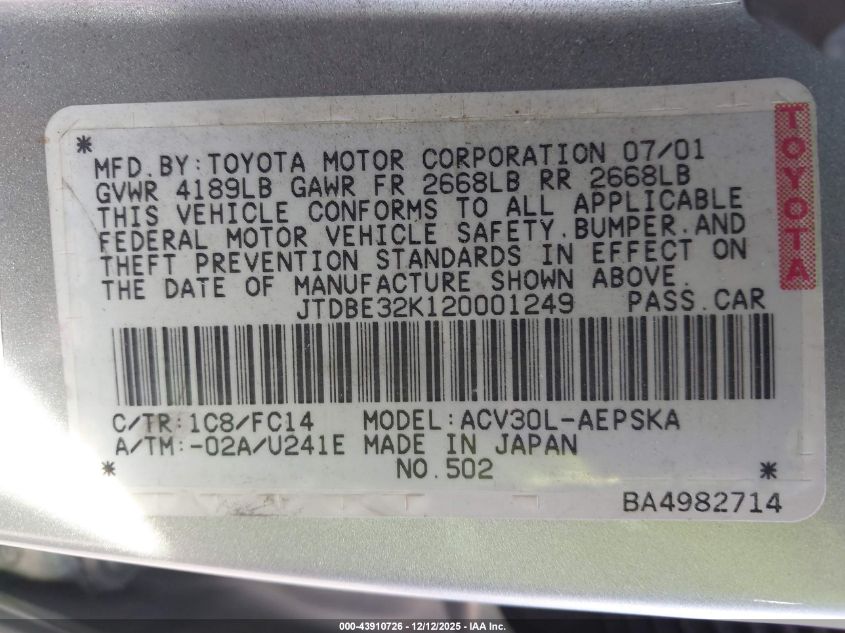 *
MFD.BY:TOYOTA MOTOR CORPORATION 07/01
GVWR 4189LB GAWR FR 2668LB RR 2668LB
THIS VEHICLE CONFORMS TO ALL APPLICABLE
FEDERAL MOTOR VEHICLE SAFETY.BUMPER.AND
THEFT PREVENTION STANDARDS IN EFFECT ON
THE DATE OF MANUFACTURE SHOWN ABOVE.
JTDBE32K120001249 PASS.CAR
C/TR:1C8/FC14 MODEL:ACV30L-AEPSKA
A/TM:-02A/U241E MADE IN JAPAN
* NO.502 *
BA4982714
TOYOTA
000-43910726 - 12/12/2025 - IAA Inc.